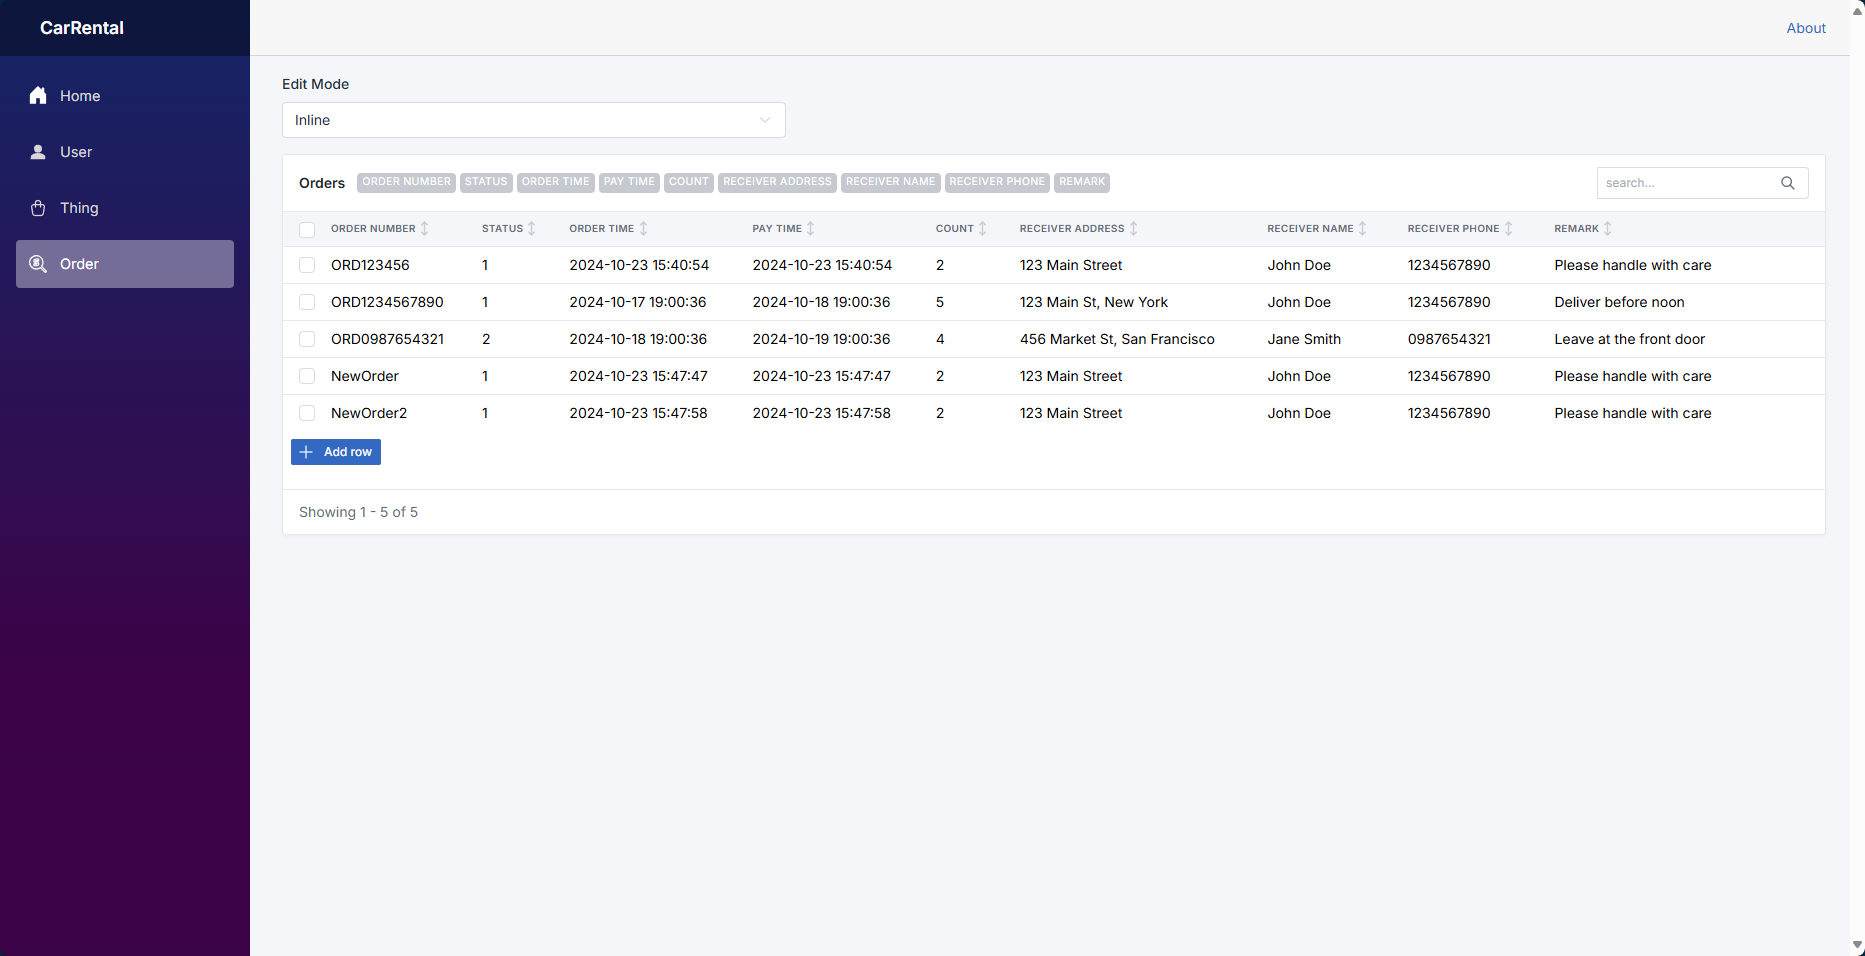 CarRental
About
Home
User
Thing
Order
Edit Mode
Inline
Orders ORDER NUMBER STATUS ORDER TIME PAY TIME COUNT RECEIVER ADDRESS RECEIVER NAME RECEIVER PHONE REMARK search...
ORDER NUMBER STATUS ORDER TIME PAY TIME COUNT RECEIVER ADDRESS RECEIVER NAME RECEIVER PHONE REMARK
ORD123456 1 2024-10-23 15:40:54 2024-10-23 15:40:54 2 123 Main Street John Doe 1234567890 Please handle with care
ORD1234567890 1 2024-10-17 19:00:36 2024-10-18 19:00:36 5 123 Main St, New York John Doe 1234567890 Deliver before noon
ORD0987654321 2 2024-10-18 19:00:36 2024-10-19 19:00:36 4 456 Market St, San Francisco Jane Smith 0987654321 Leave at the front door
NewOrder 1 2024-10-23 15:47:47 2024-10-23 15:47:47 2 123 Main Street John Doe 1234567890 Please handle with care
NewOrder2 1 2024-10-23 15:47:58 2024-10-23 15:47:58 2 123 Main Street John Doe 1234567890 Please handle with care
Add row
Showing 1 - 5 of 5